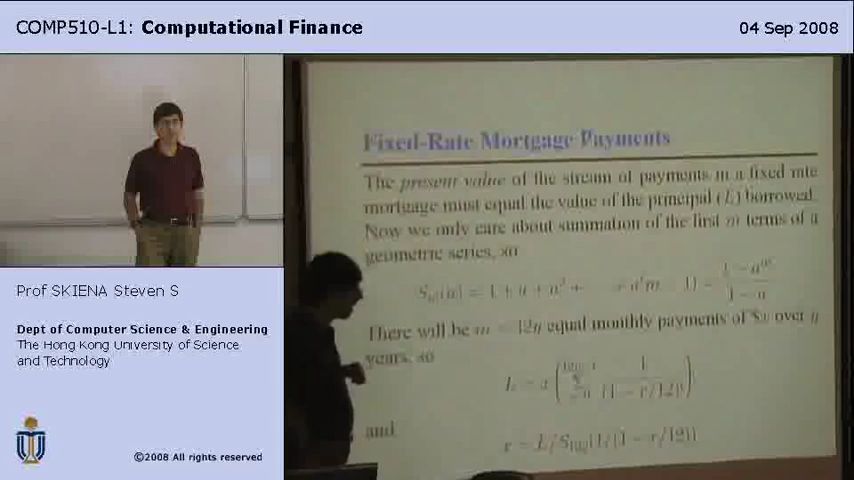 COMP510-L1: Computational Finance
04 Sep 2008
Prof SKIENA Steven S
Dept of Computer Science & Engineering
The Hong Kong University of Science
and Technology
©2008 All rights reserved
Fixed-Rate Mortgage Payments
The present value of the stream of payments in a fixed rate
mortgage must equal the value of the principal (L) borrowed.
Now we only care about summation of the first m terms of a
geometric series, so
There will be m = 12y equal monthly payments of $x over y
years, so
and